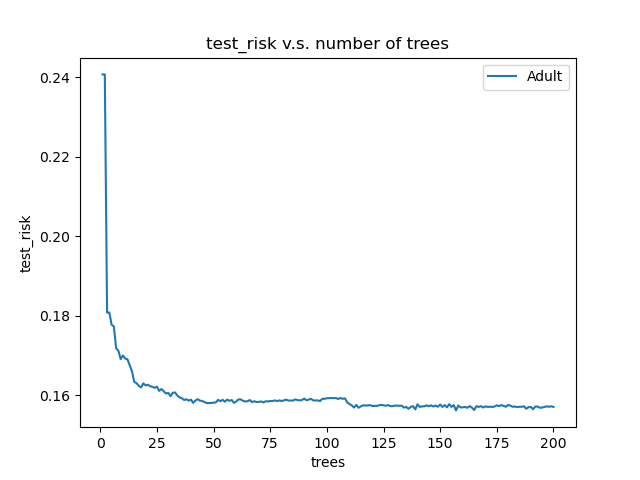 test_risk v.s. number of trees
Adult
0.24
0.22
0.20
0.18
0.16
test_risk
0 25 50 75 100 125 150 175 200
trees